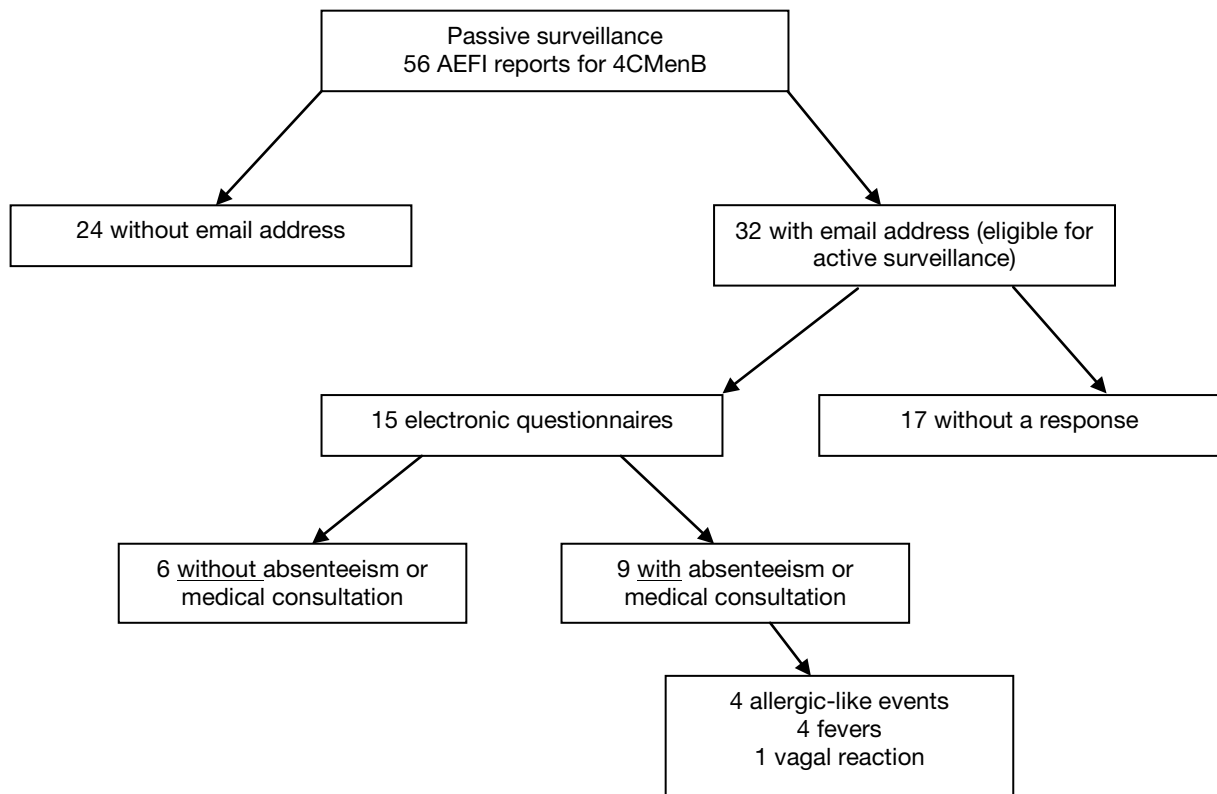 Passive surveillance
56 AEFI reports for 4CMenB
24 without email address
32 with email address (eligible for
active surveillance)
15 electronic questionnaires
17 without a response
6 without absenteeism or
medical consultation
9 with absenteeism or
medical consultation
4 allergic-like events
4 fevers
1 vagal reaction